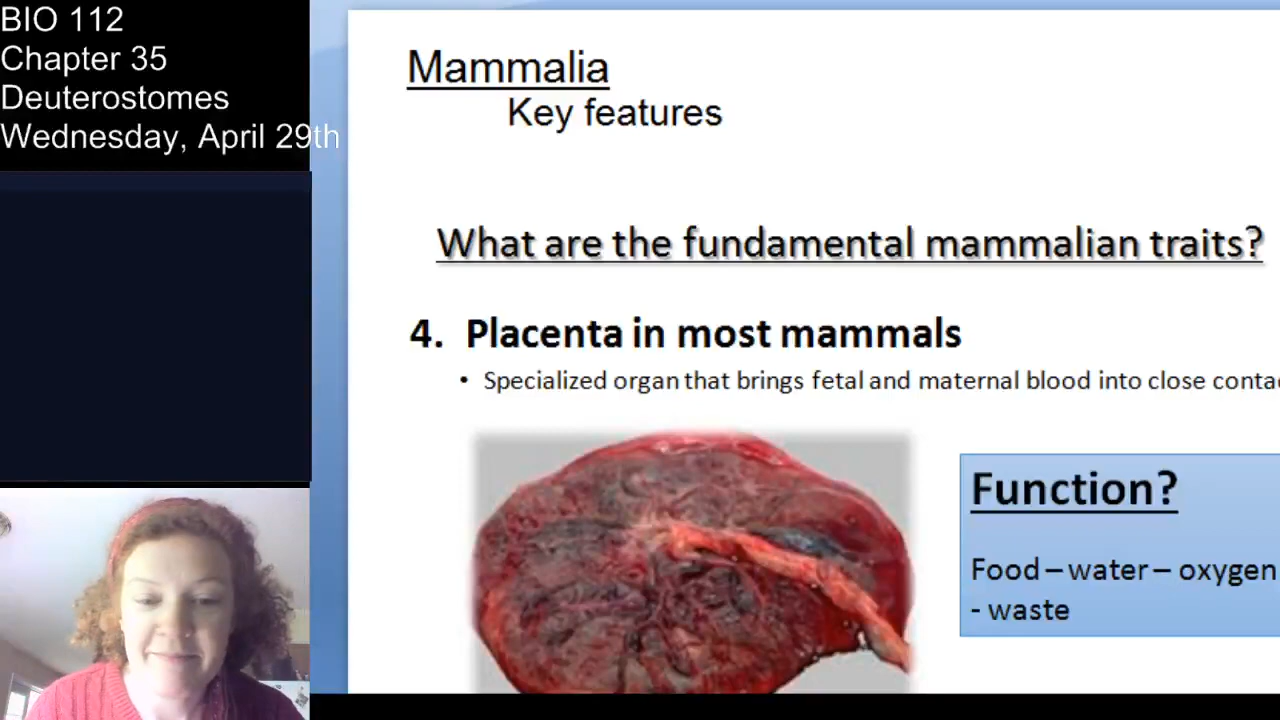 BIO 112
Chapter 35
Deuterostomes
Wednesday, April 29th
Mammalia
Key features
What are the fundamental mammalian traits?
4. Placenta in most mammals
• Specialized organ that brings fetal and maternal blood into close
Function?
Food – water – oxygen
- waste